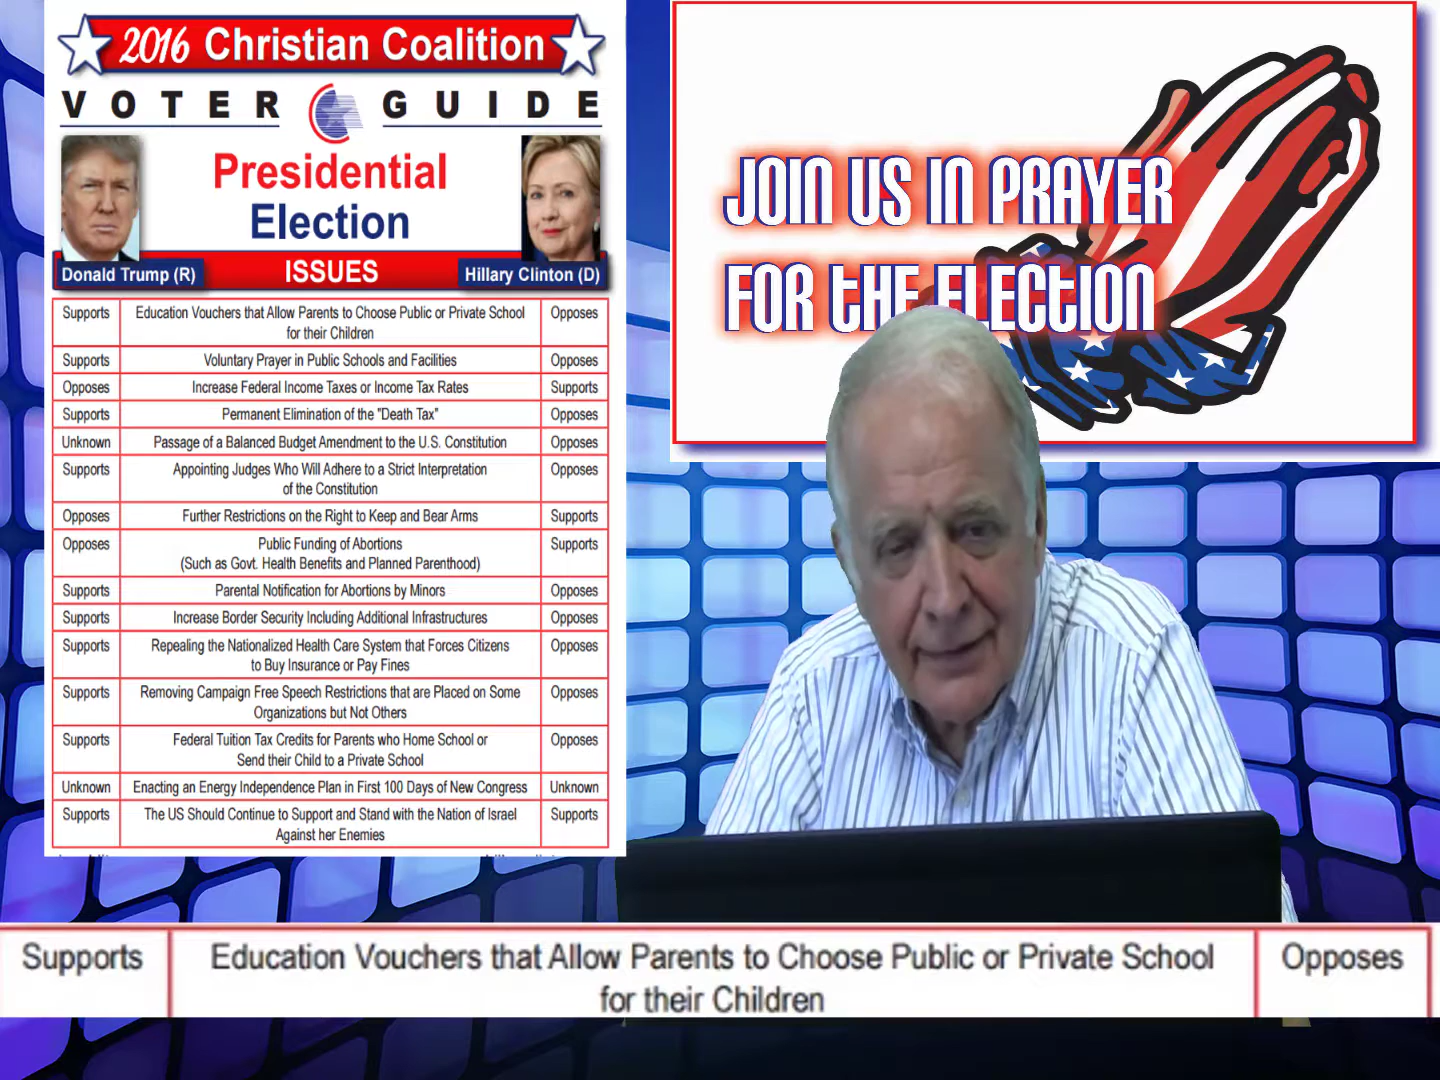 2016 Christian Coalition
VOTER GUIDE
Presidential
Election
Donald Trump (R)
ISSUES
Hillary Clinton (D)
Supports Education Vouchers that Allow Parents to Choose Public or Private School Opposes
for their Children
Supports Voluntary Prayer in Public Schools and Facilities Opposes
Opposes Increase Federal Income Taxes or Income Tax Rates Supports
Supports Permanent Elimination of the "Death Tax" Opposes
Unknown Passage of a Balanced Budget Amendment to the U.S. Constitution Opposes
Supports Appointing Judges Who Will Adhere to a Strict Interpretation Opposes
of the Constitution
Opposes Further Restrictions on the Right to Keep and Bear Arms Supports
Opposes Public Funding of Abortions Supports
(Such as Govt. Health Benefits and Planned Parenthood)
Supports Parental Notification for Abortions by Minors Opposes
Supports Increase Border Security Including Additional Infrastructures Opposes
Supports Repealing the Nationalized Health Care System that Forces Citizens Opposes
to Buy Insurance or Pay Fines
Supports Removing Campaign Free Speech Restrictions that are Placed on Some Opposes
Organizations but Not Others
Supports Federal Tuition Tax Credits for Parents who Home School or Opposes
Send their Child to a Private School
Unknown Enacting an Energy Independence Plan in First 100 Days of New Congress Unknown
Supports The US Should Continue to Support and Stand with the Nation of Israel Supports
Against her Enemies
JOIN US IN PRAYER
FOR THE ELECTION
Supports Education Vouchers that Allow Parents to Choose Public or Private School Opposes
for their Children